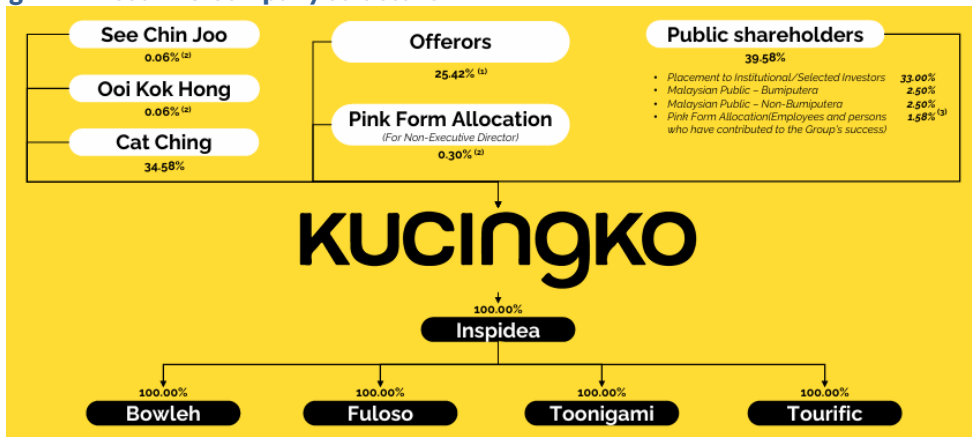 See Chin Joo
0.06% (2)
Ooi Kok Hong
0.06% (2)
Cat Ching
34.58%
Offerors
25.42% (1)
Pink Form Allocation
(For Non-Executive Director)
0.30% (2)
Public shareholders
39.58%
• Placement to Institutional/Selected Investors 33.00%
• Malaysian Public – Bumiputera 2.50%
• Malaysian Public – Non-Bumiputera 2.50%
• Pink Form Allocation(Employees and persons 1.58% (3)
who have contributed to the Group's success)
KUCINGKO
100.00%
Inspidea
100.00% 100.00% 100.00% 100.00%
Bowleh Fuloso Toonigami Tourific